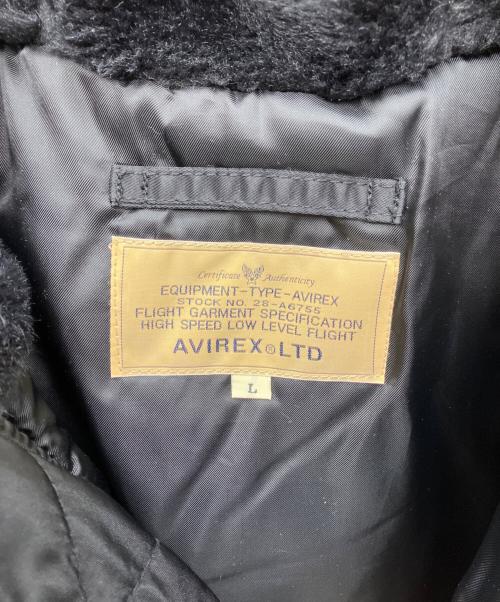 Certificate Authenticity
EQUIPMENT-TYPE-AVIREX
STOCK NO. 28-A6755
FLIGHT GARMENT SPECIFICATION
HIGH SPEED LOW LEVEL FLIGHT
AVIREX® LTD
L